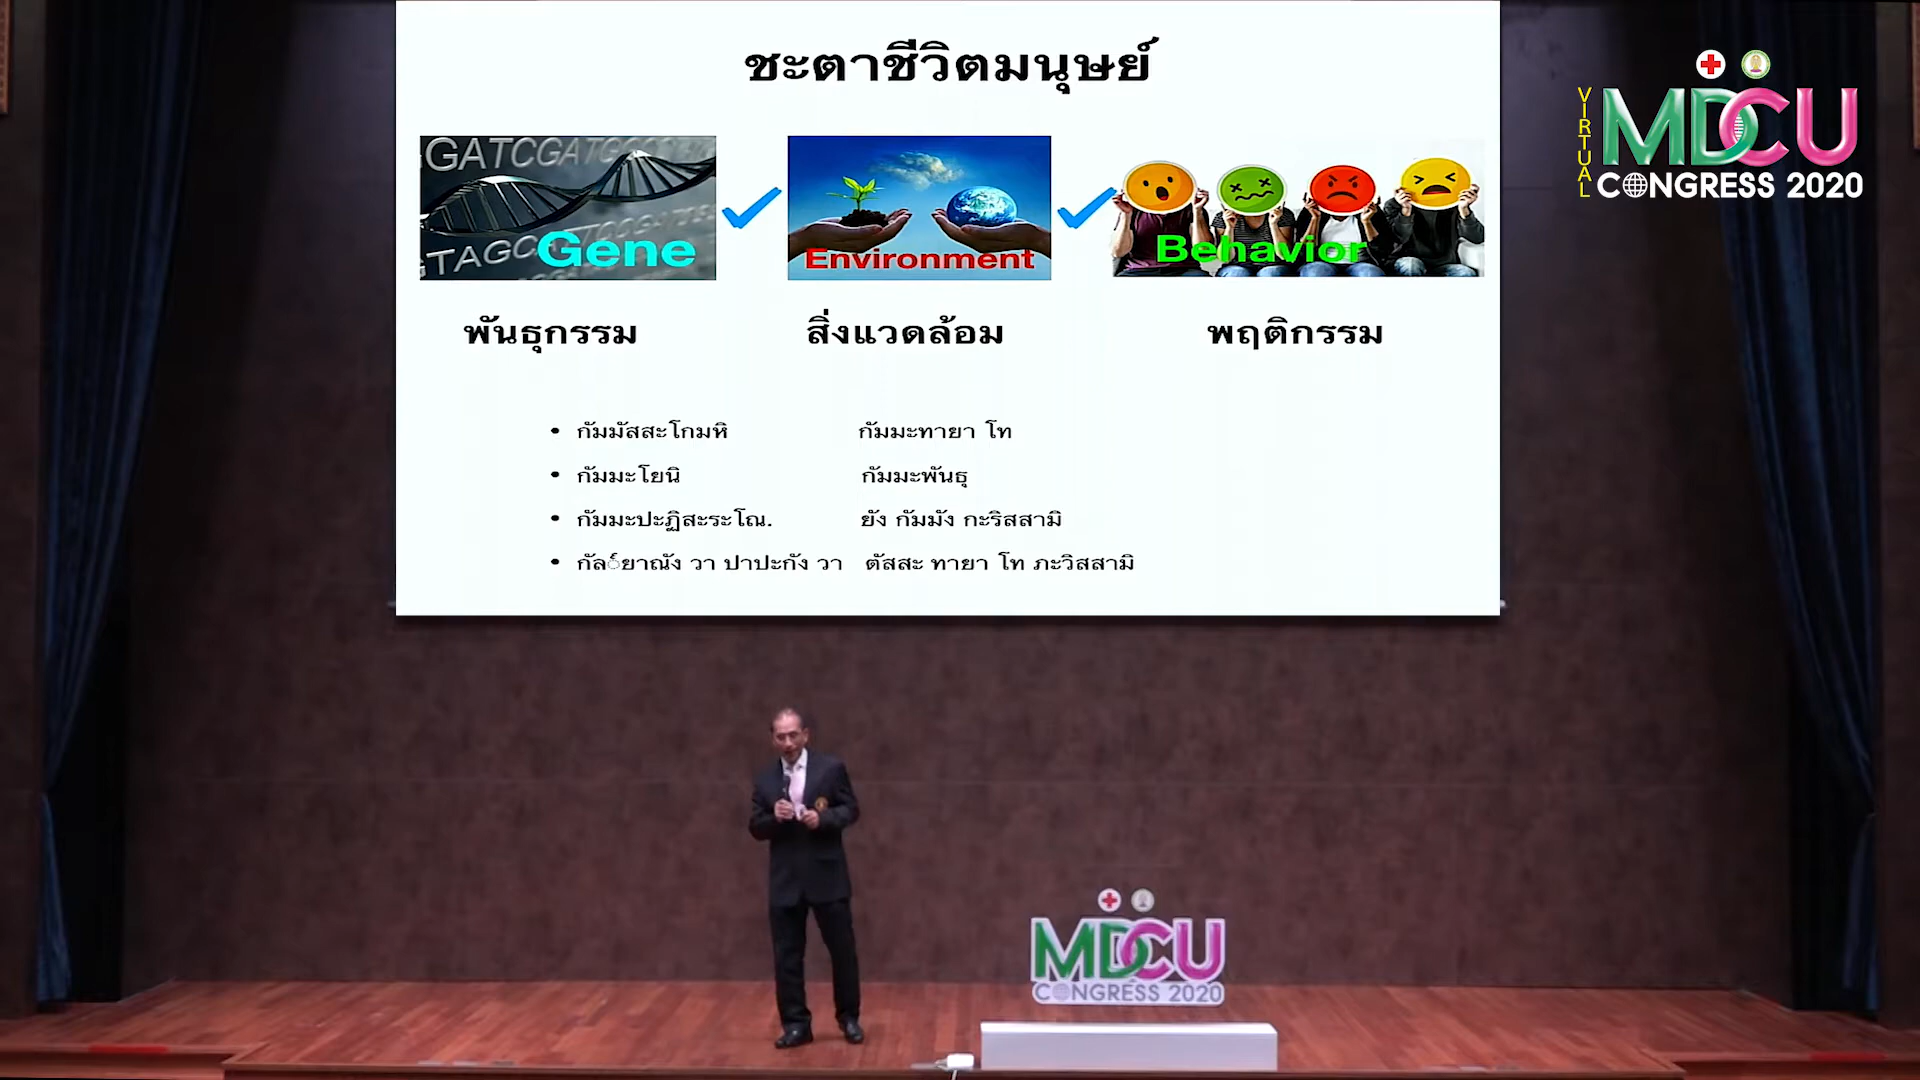 ชะตาชีวิตมนุษย์
GATCGATC
TAGC
Gene
Environment
Behavior
พันธุกรรม
สิ่งแวดล้อม
พฤติกรรม
• กัมมัสสะโกมหิ กัมมะทายา โท
• กัมมะโยนิ กัมมะพันธุ
• กัมมะปะฏิสะระโณ. ยัง กัมมัง กะริสสามิ
• กัล์ยาณัง วา ปาปะกัง วา ตัสสะ ทายา โท ภะวิสสามิ
VIRTUAL
MDCU
CONGRESS 2020
MDCU
CONGRESS 2020